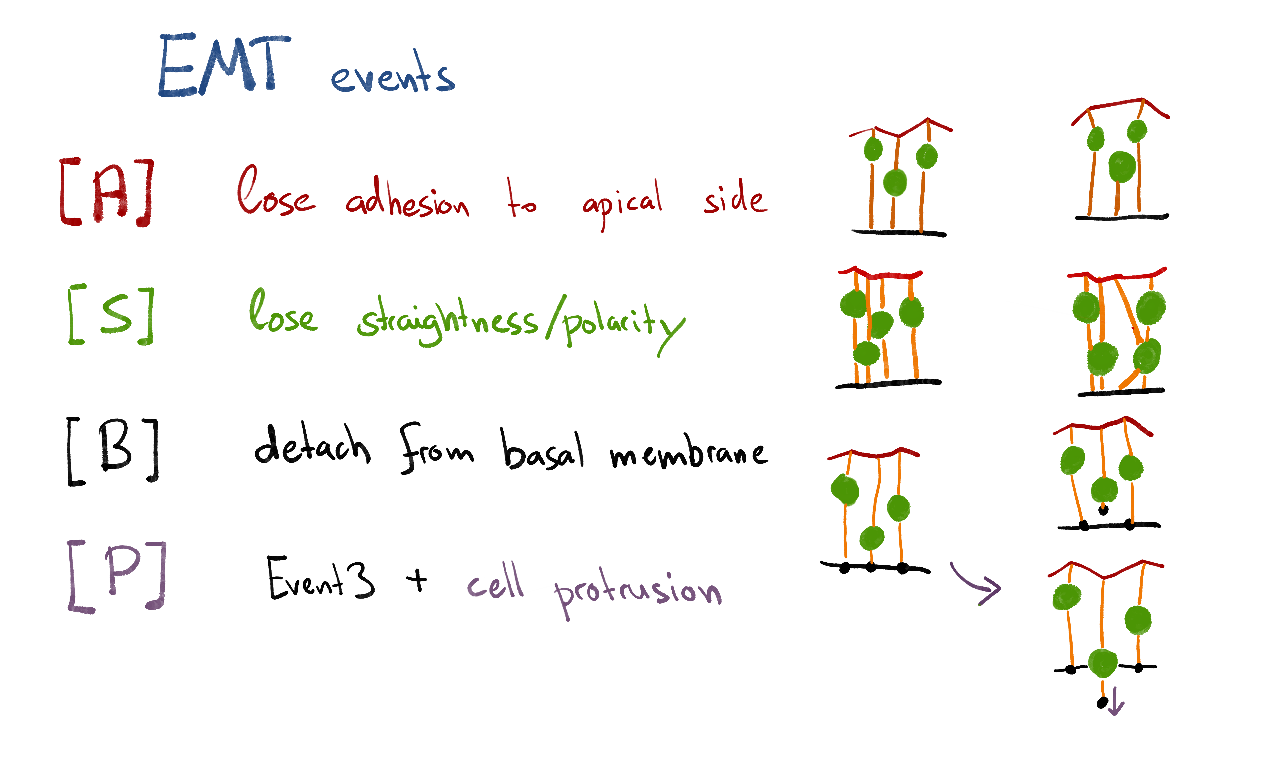 EMT events
[A] lose adhesion to apical side
[S] lose straightness/polarity
[B] detach from basal membrane
[P] Event3 + cell protrusion